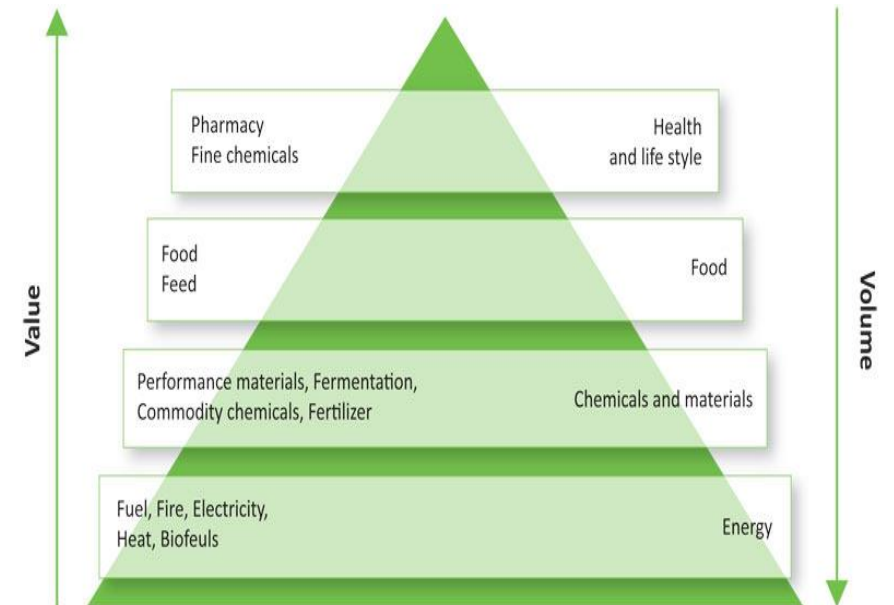 Pharmacy
Fine chemicals
Health
and life style
Food
Feed
Food
Value
Volume
Performance materials, Fermentation,
Commodity chemicals, Fertilizer
Chemicals and materials
Fuel, Fire, Electricity,
Heat, Biofeuls
Energy